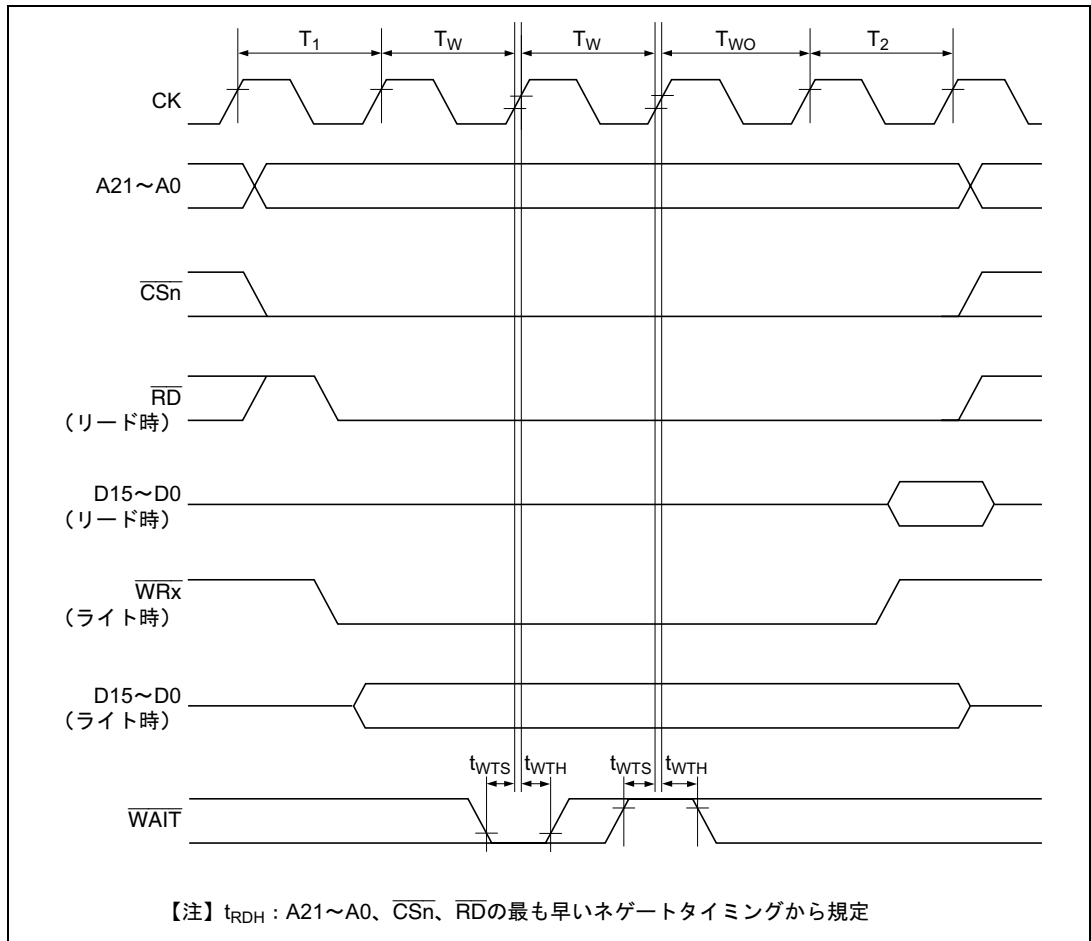 T1 TW TW TWO T2
CK
A21～A0
CSn
RD
（リード時）
D15～D0
（リード時）
WRx
（ライト時）
D15～D0
（ライト時）
tWTS tWTH tWTS tWTH
WAIT
【注】tRDH：A21～A0、CSn、RDの最も早いネゲートタイミングから規定